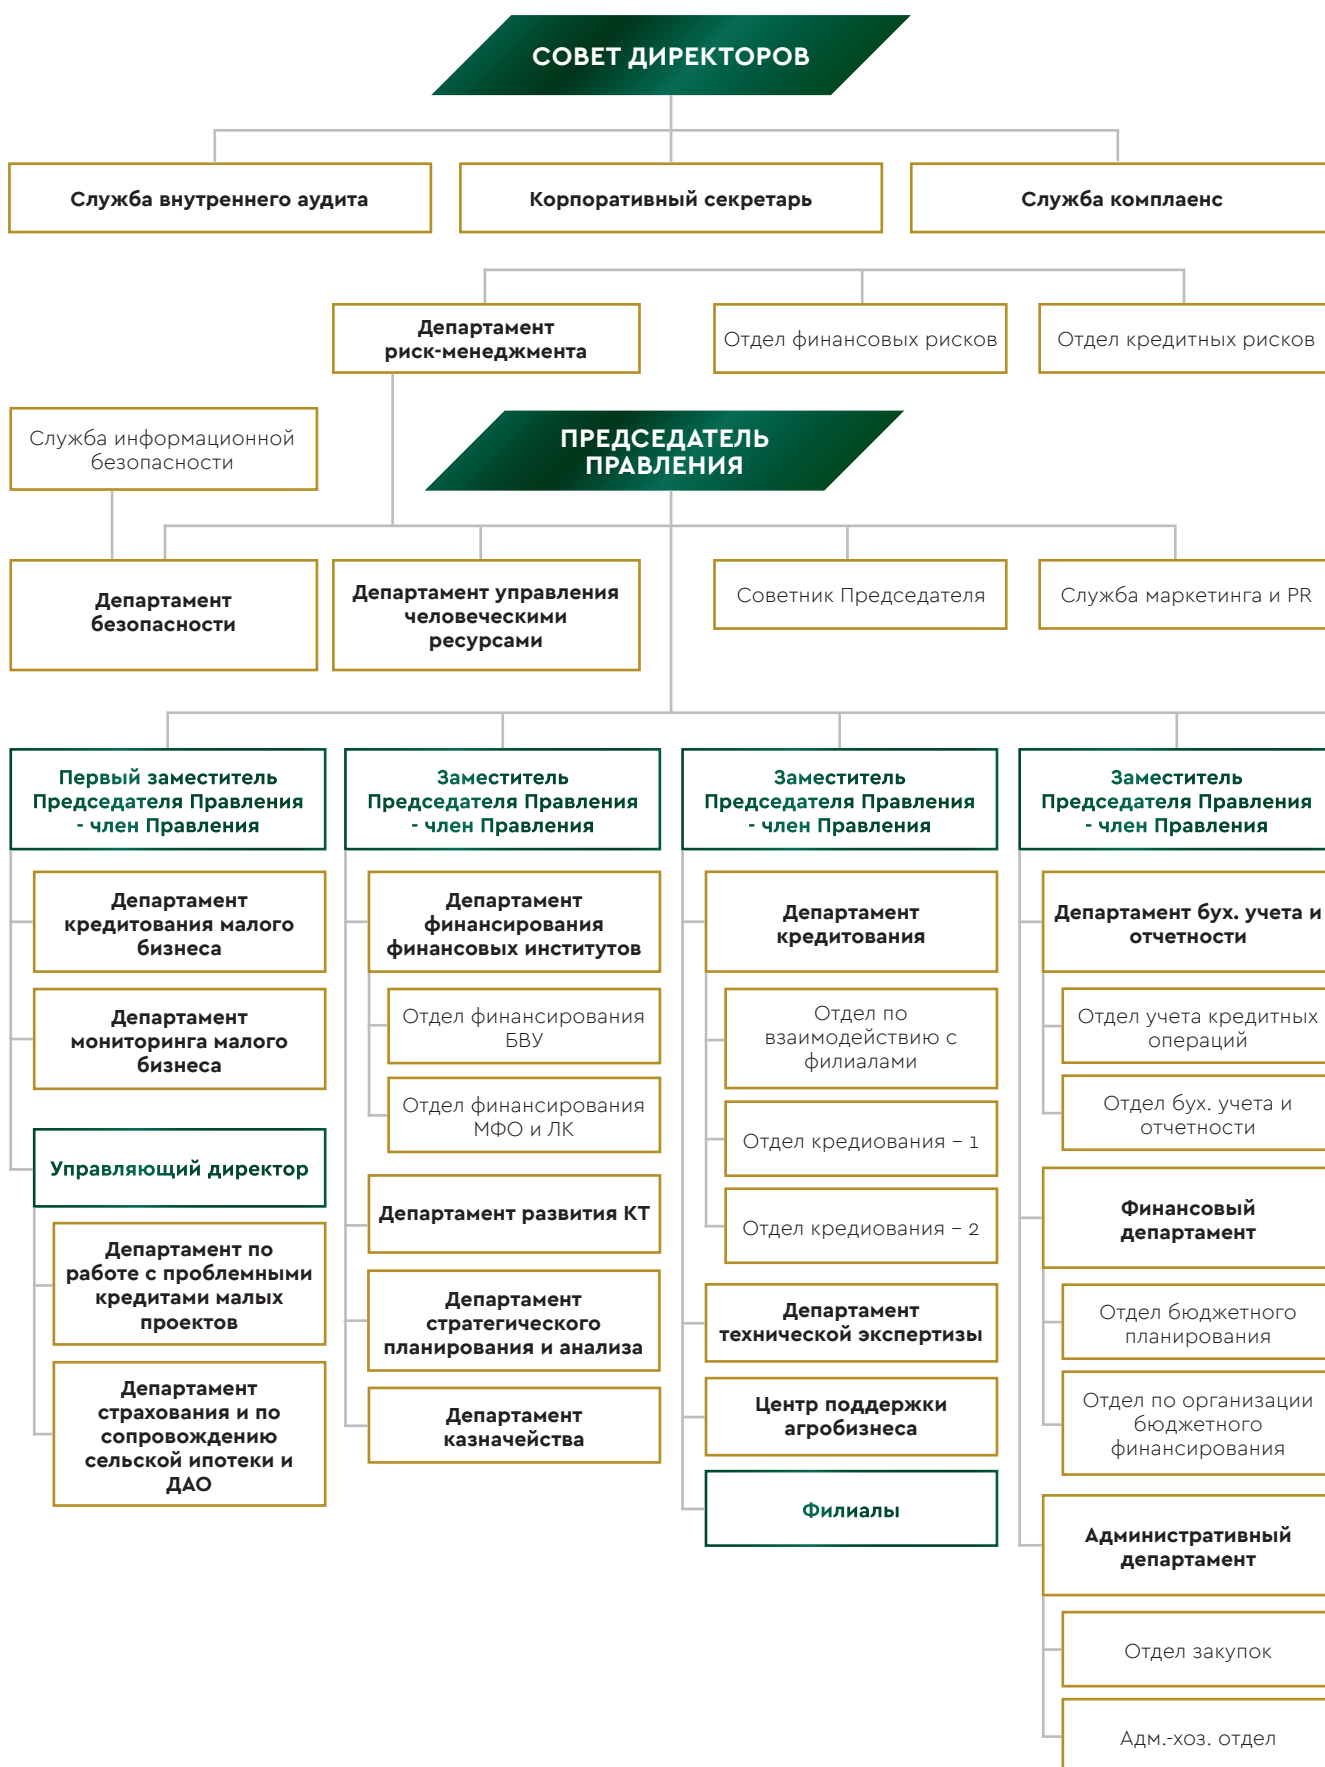 СОВЕТ ДИРЕКТОРОВ
Служба внутреннего аудита
Корпоративный секретарь
Служба комплаенс
Департамент
риск-менеджмента
Отдел финансовых рисков
Отдел кредитных рисков
Служба информационной
безопасности
ПРЕДСЕДАТЕЛЬ
ПРАВЛЕНИЯ
Департамент
безопасности
Департамент управления
человеческими
ресурсами
Советник Председателя
Служба маркетинга и PR
Первый заместитель
Председателя Правления
- член Правления
Департамент
кредитования малого
бизнеса
Департамент
мониторинга малого
бизнеса
Управляющий директор
Департамент по
работе с проблемными
кредитами малых
проектов
Департамент
страхования и по
сопровождению
сельской ипотеки и
ДАО
Заместитель
Председателя Правления
- член Правления
Департамент
финансирования
финансовых институтов
Отдел финансирования
БВУ
Отдел финансирования
МФО и ЛК
Департамент развития КТ
Департамент
стратегического
планирования и анализа
Департамент
казначейства
Заместитель
Председателя Правления
- член Правления
Департамент
кредитования
Отдел по
взаимодействию с
филиалами
Отдел кредиования – 1
Отдел кредиования – 2
Департамент
технической экспертизы
Центр поддержки
агробизнеса
Филиалы
Заместитель
Председателя Правления
- член Правления
Департамент бух. учета и
отчетности
Отдел учета кредитных
операций
Отдел бух. учета и
отчетности
Финансовый
департамент
Отдел бюджетного
планирования
Отдел по организации
бюджетного
финансирования
Административный
департамент
Отдел закупок
Адм.-хоз. отдел